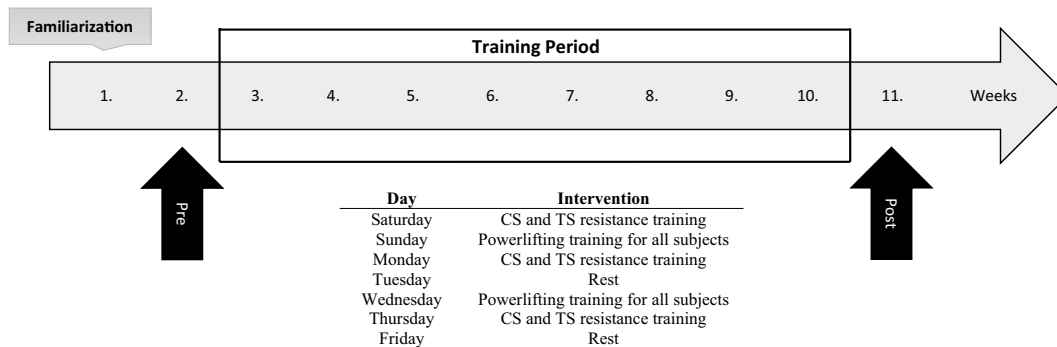 Familiarization
Training Period
1. 2. 3. 4. 5. 6. 7. 8. 9. 10. 11. Weeks
Pre
Post
Day Intervention
Saturday CS and TS resistance training
Sunday Powerlifting training for all subjects
Monday CS and TS resistance training
Tuesday Rest
Wednesday Powerlifting training for all subjects
Thursday CS and TS resistance training
Friday Rest